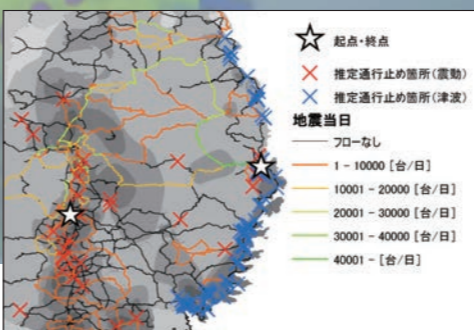 起点・終点
推定通行止め箇所(震動)
推定通行止め箇所(津波)
地震当日
フローなし
1 - 10000 [台/日]
10001 - 20000 [台/日]
20001 - 30000 [台/日]
30001 - 40000 [台/日]
40001 - [台/日]